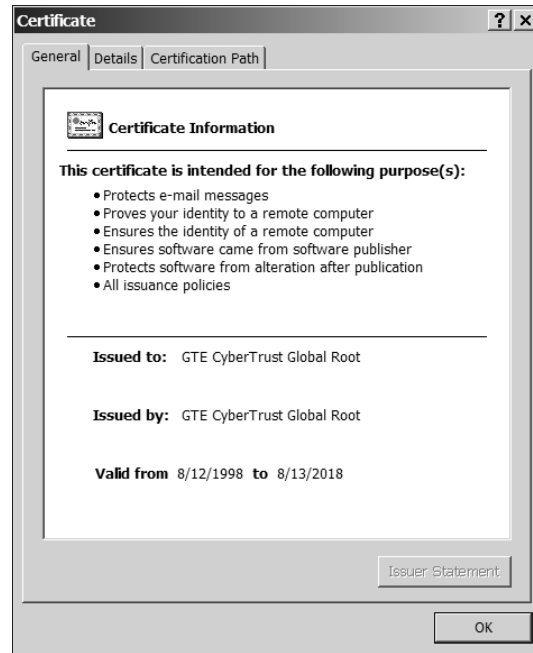 Certificate
? x
General Details Certification Path
Certificate Information
This certificate is intended for the following purpose(s):
• Protects e-mail messages
• Proves your identity to a remote computer
• Ensures the identity of a remote computer
• Ensures software came from software publisher
• Protects software from alteration after publication
• All issuance policies
Issued to: GTE CyberTrust Global Root
Issued by: GTE CyberTrust Global Root
Valid from 8/12/1998 to 8/13/2018
Issuer Statement
OK